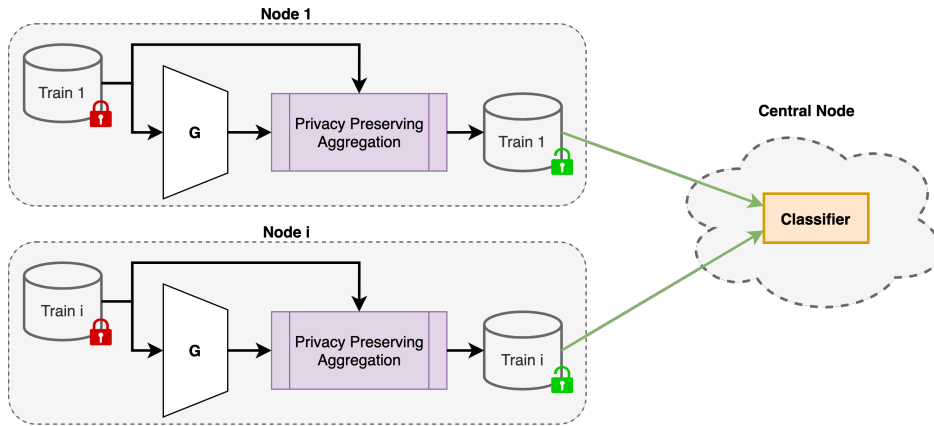 Node 1
Train 1
G
Privacy Preserving
Aggregation
Train 1
Central Node
Classifier
Node i
Train i
G
Privacy Preserving
Aggregation
Train i